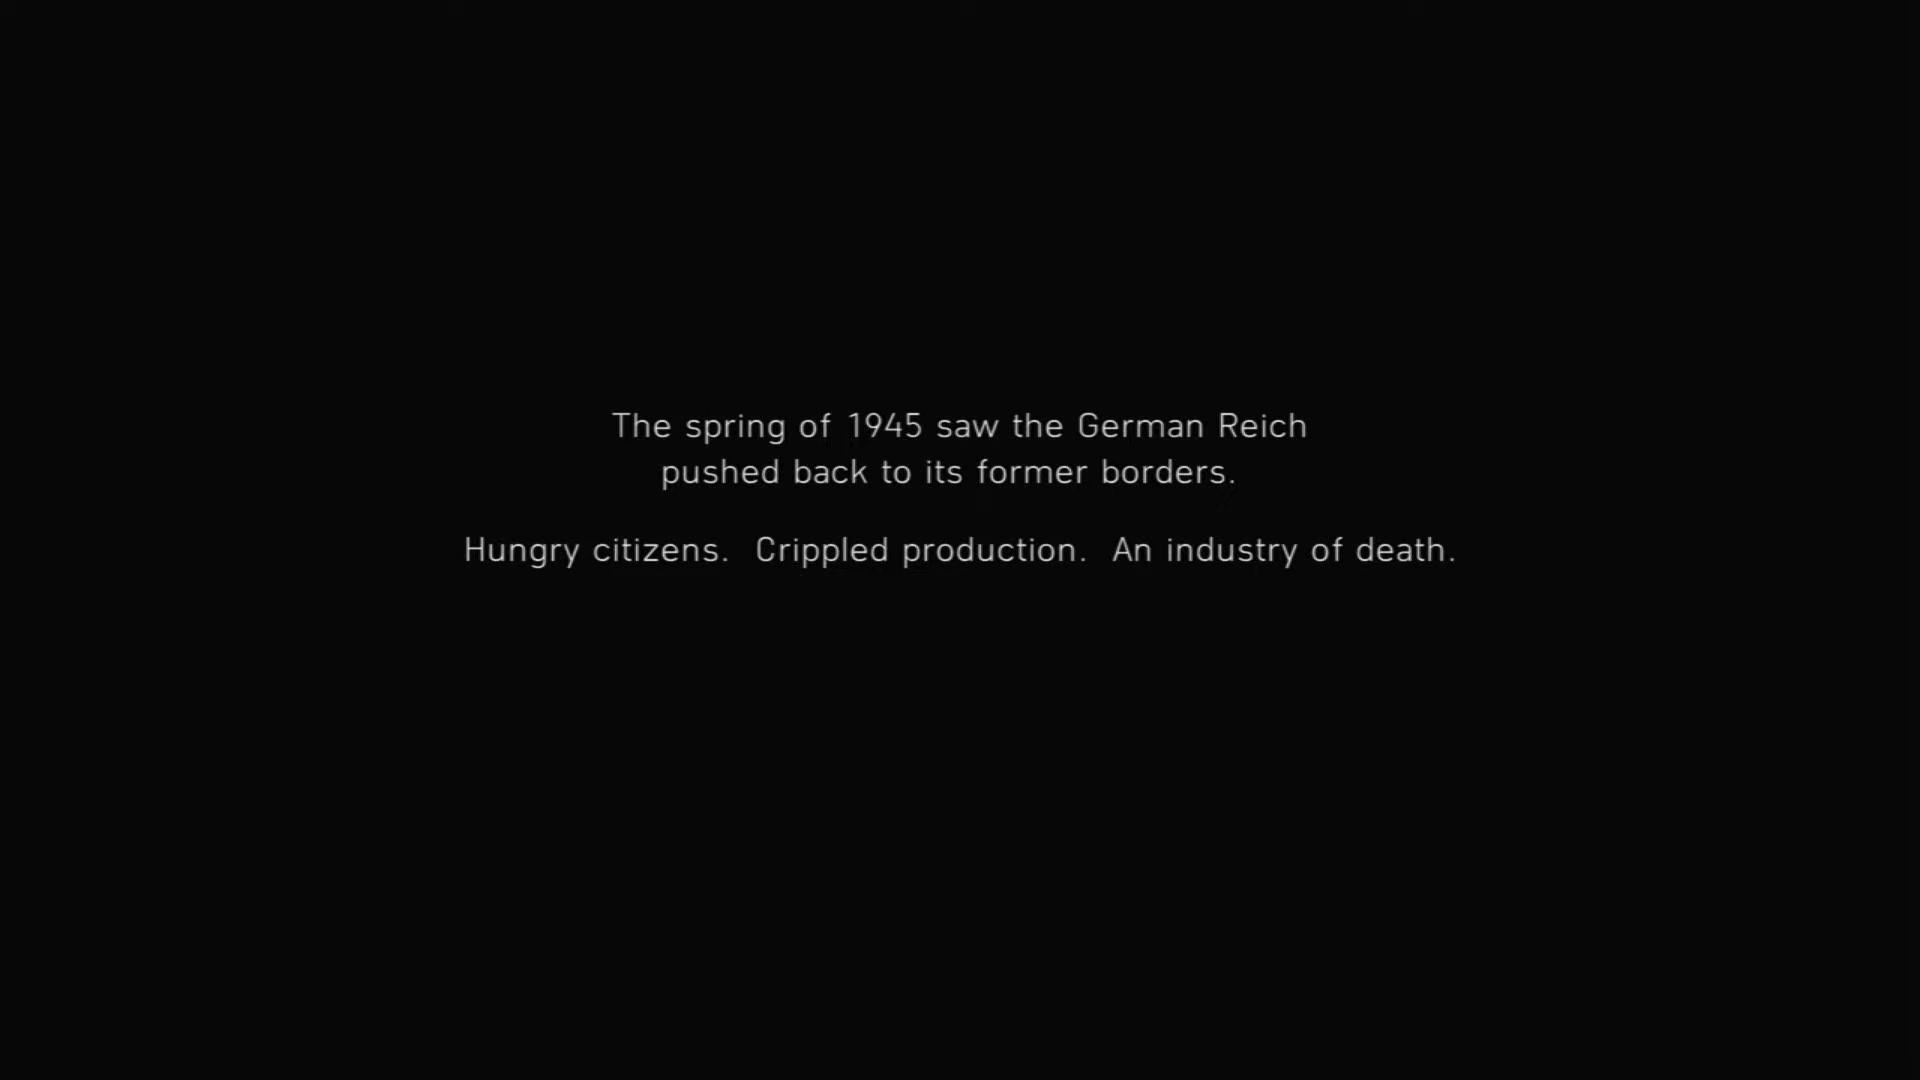 The spring of 1945 saw the German Reich
pushed back to its former borders.
Hungry citizens.  Crippled production.  An industry of death.